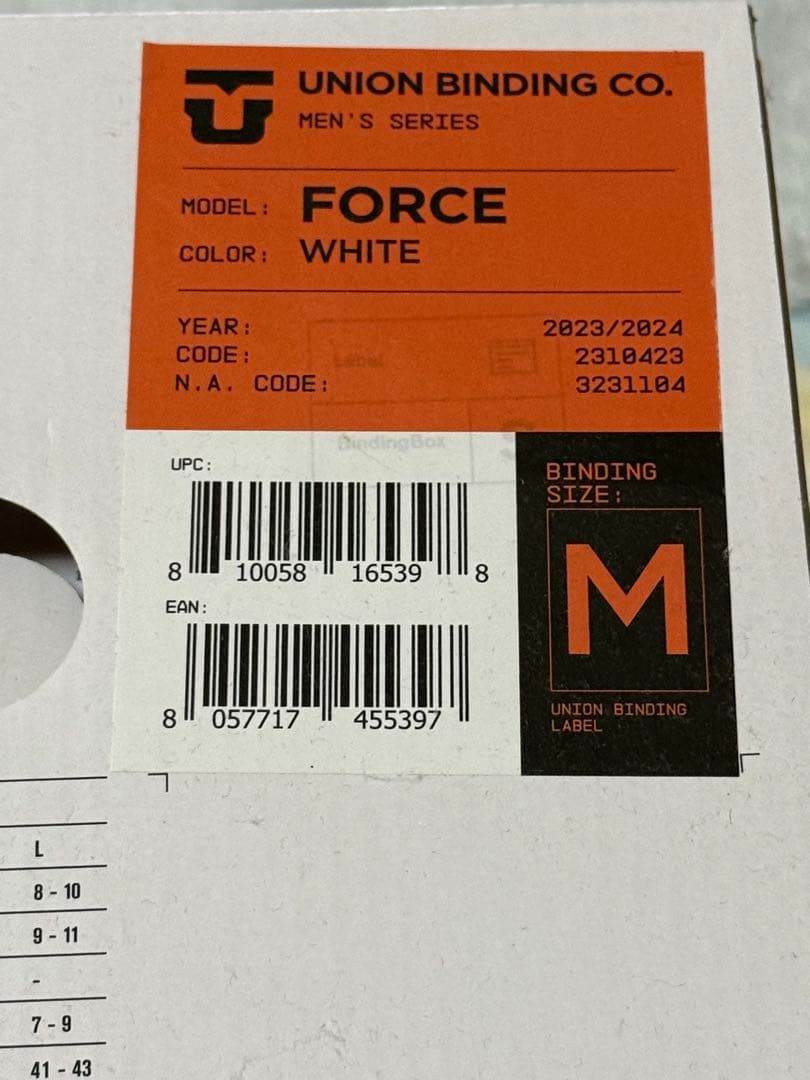 UNION BINDING CO.
MEN'S SERIES
MODEL: FORCE
COLOR: WHITE
YEAR: 2023/2024
CODE: 2310423
N.A. CODE: 3231104
Label
BindingBox
UPC:
8 10058 16539 8
EAN:
8 057717 455397
BINDING
SIZE:
M
UNION BINDING
LABEL
L
8 - 10
9 - 11
-
7 - 9
41 - 43